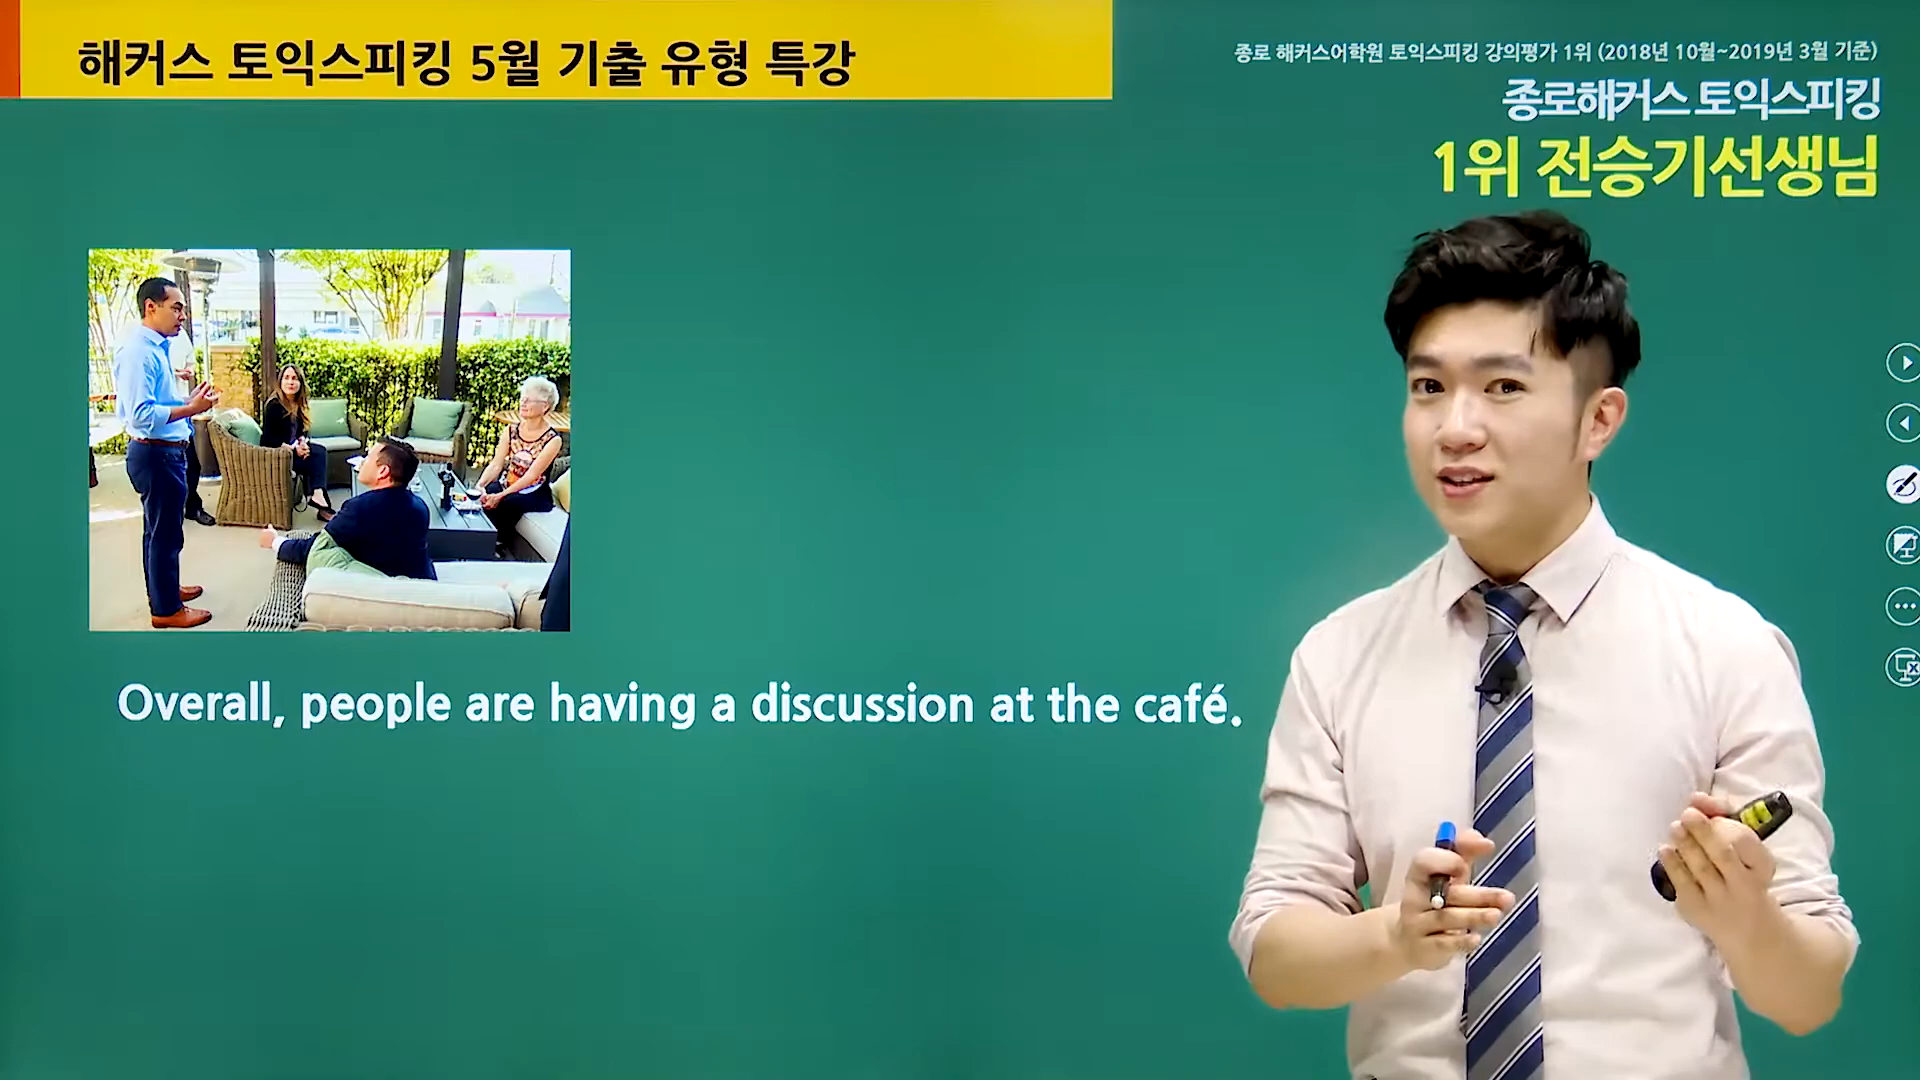 해커스 토익스피킹 5월 기출 유형 특강
종로 해커스어학원 토익스피킹 강의평가 1위 (2018년 10월~2019년 3월 기준)
종로해커스 토익스피킹
1위 전승기선생님
Overall, people are having a discussion at the café.